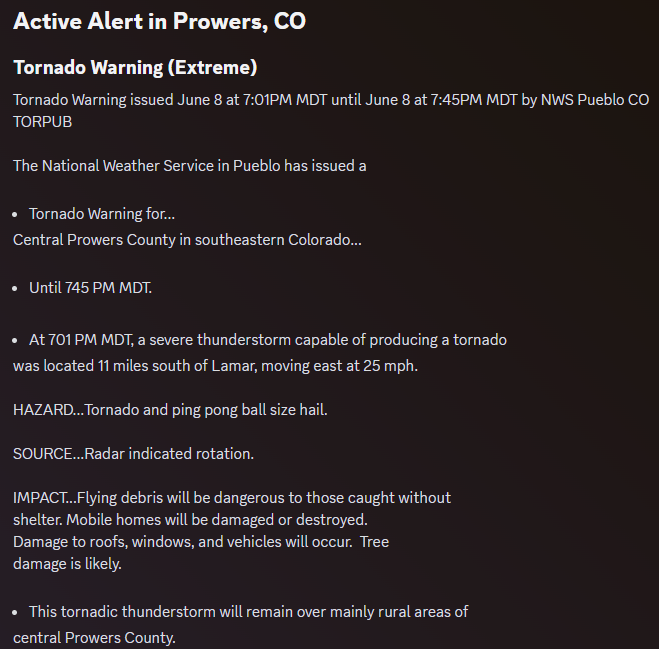 Active Alert in Prowers, CO
Tornado Warning (Extreme)
Tornado Warning issued June 8 at 7:01PM MDT until June 8 at 7:45PM MDT by NWS Pueblo CO
TORPUB
The National Weather Service in Pueblo has issued a
• Tornado Warning for...
Central Prowers County in southeastern Colorado...
• Until 745 PM MDT.
• At 701 PM MDT, a severe thunderstorm capable of producing a tornado
was located 11 miles south of Lamar, moving east at 25 mph.
HAZARD...Tornado and ping pong ball size hail.
SOURCE...Radar indicated rotation.
IMPACT...Flying debris will be dangerous to those caught without
shelter. Mobile homes will be damaged or destroyed.
Damage to roofs, windows, and vehicles will occur.  Tree
damage is likely.
• This tornadic thunderstorm will remain over mainly rural areas of
central Prowers County.